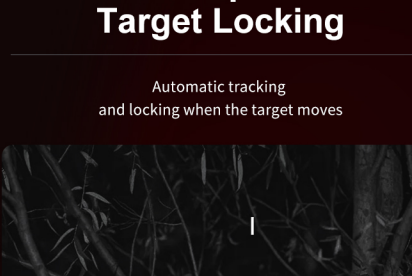 Target Locking
Automatic tracking
and locking when the target moves